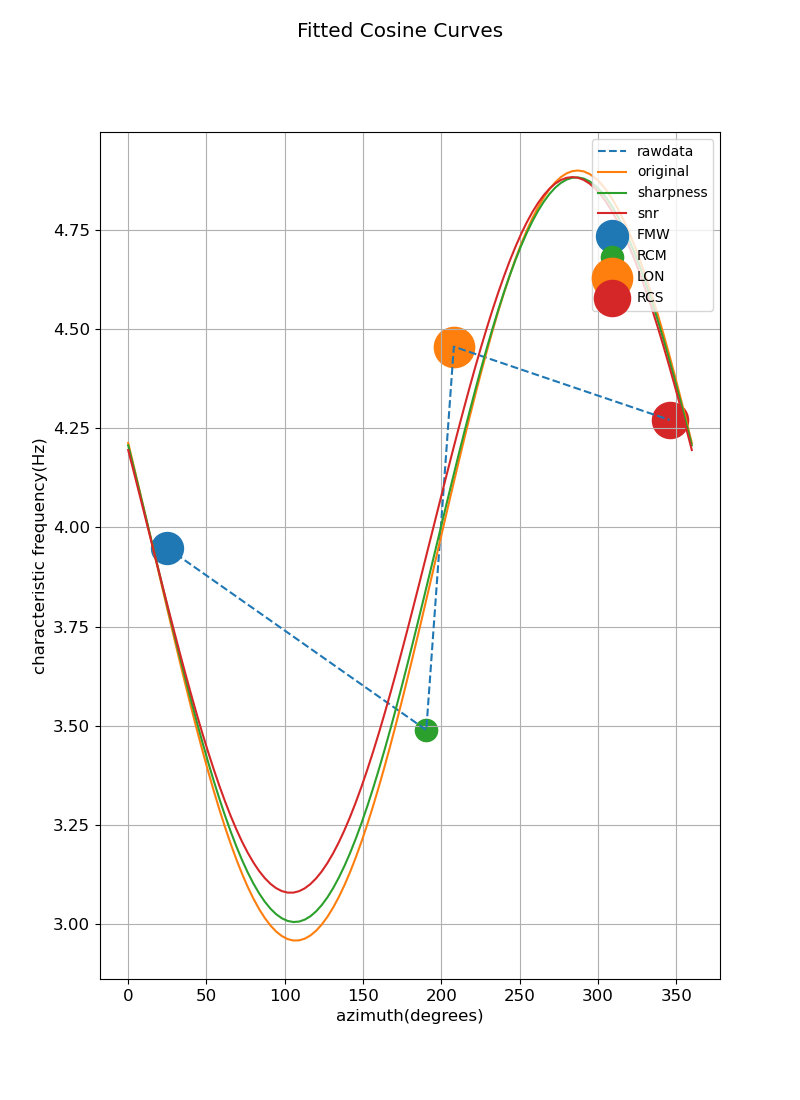 Fitted Cosine Curves
rawdata
original
sharpness
snr
FMW
RCM
LON
RCS
characteristic frequency(Hz)
4.75
4.50
4.25
4.00
3.75
3.50
3.25
3.00
0 50 100 150 200 250 300 350
azimuth(degrees)